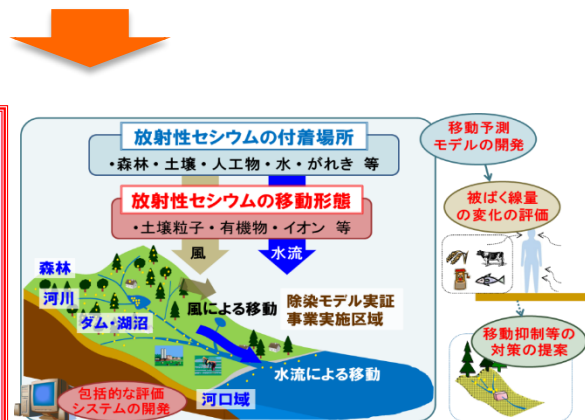 放射性セシウムの付着場所
・森林・土壌・人工物・水・がれき 等
放射性セシウムの移動形態
・土壌粒子・有機物・イオン 等
風
水流
森林
河川
ダム・湖沼
風による移動
除染モデル実証
事業実施区域
水流による移動
河口域
包括的な評価
システムの開発
移動予測
モデルの開発
被ばく線量
の変化の評価
移動抑制等の
対策の提案